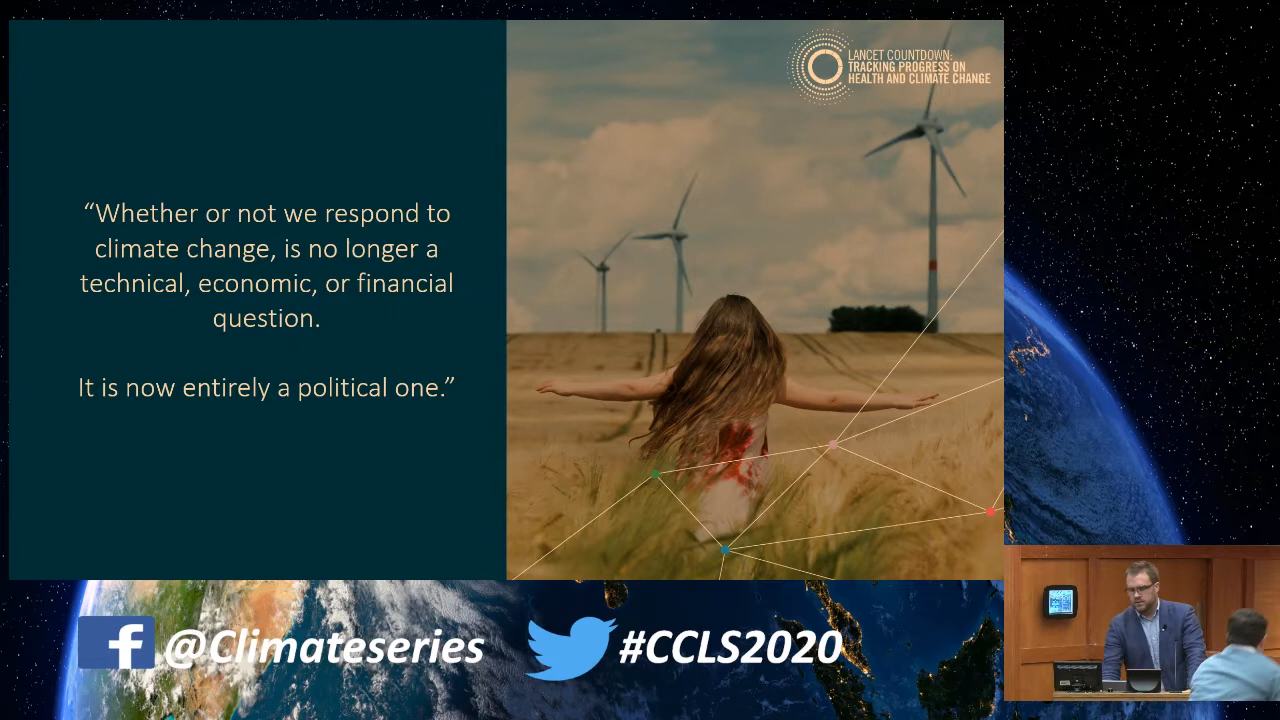 LANCET COUNTDOWN:
TRACKING PROGRESS ON
HEALTH AND CLIMATE CHANGE
“Whether or not we respond to
climate change, is no longer a
technical, economic, or financial
question.
It is now entirely a political one.”
@Climateseries
#CCLS2020